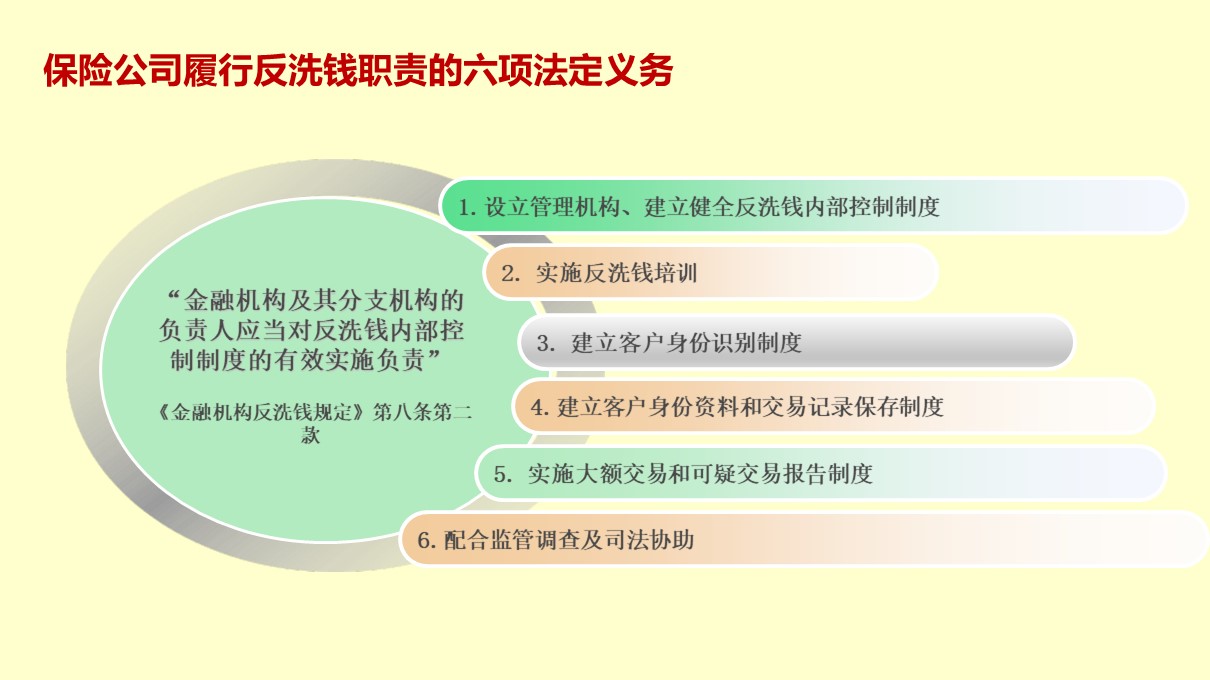 保险公司履行反洗钱职责的六项法定义务
“金融机构及其分支机构的
负责人应当对反洗钱内部控
制制度的有效实施负责”
《金融机构反洗钱规定》第八条第二
款
1. 设立管理机构、建立健全反洗钱内部控制制度
2. 实施反洗钱培训
3. 建立客户身份识别制度
4. 建立客户身份资料和交易记录保存制度
5. 实施大额交易和可疑交易报告制度
6. 配合监管调查及司法协助